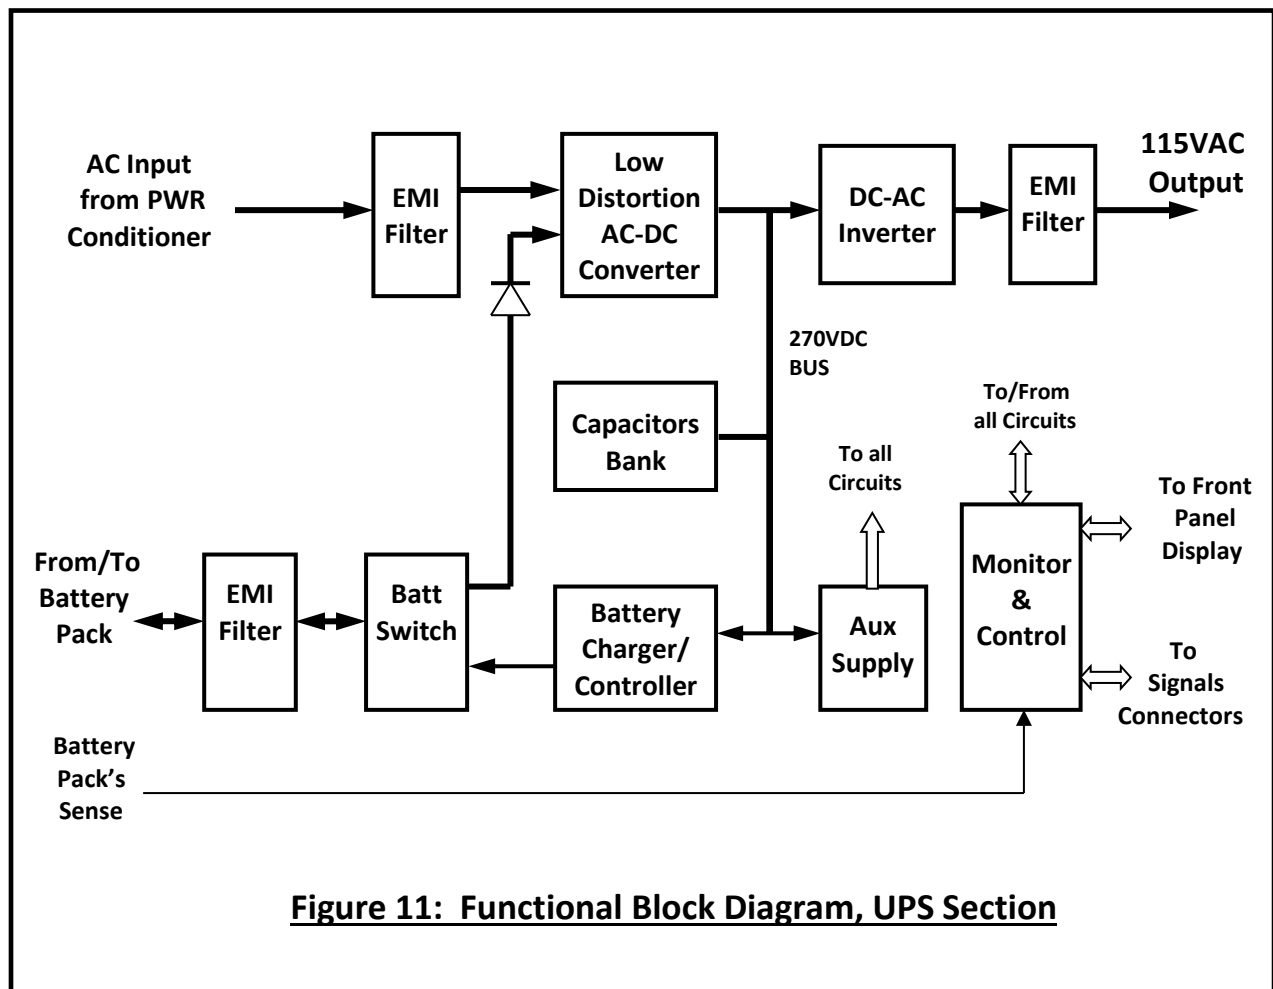 AC Input
from PWR
Conditioner
EMI
Filter
Low
Distortion
AC-DC
Converter
DC-AC
Inverter
EMI
Filter
115VAC
Output
270VDC
BUS
Capacitors
Bank
To all
Circuits
To/From
all Circuits
To Front
Panel
Display
From/To
Battery
Pack
EMI
Filter
Batt
Switch
Battery
Charger/
Controller
Aux
Supply
Monitor
&
Control
To
Signals
Connectors
Battery
Pack’s
Sense
Figure 11:  Functional Block Diagram, UPS Section